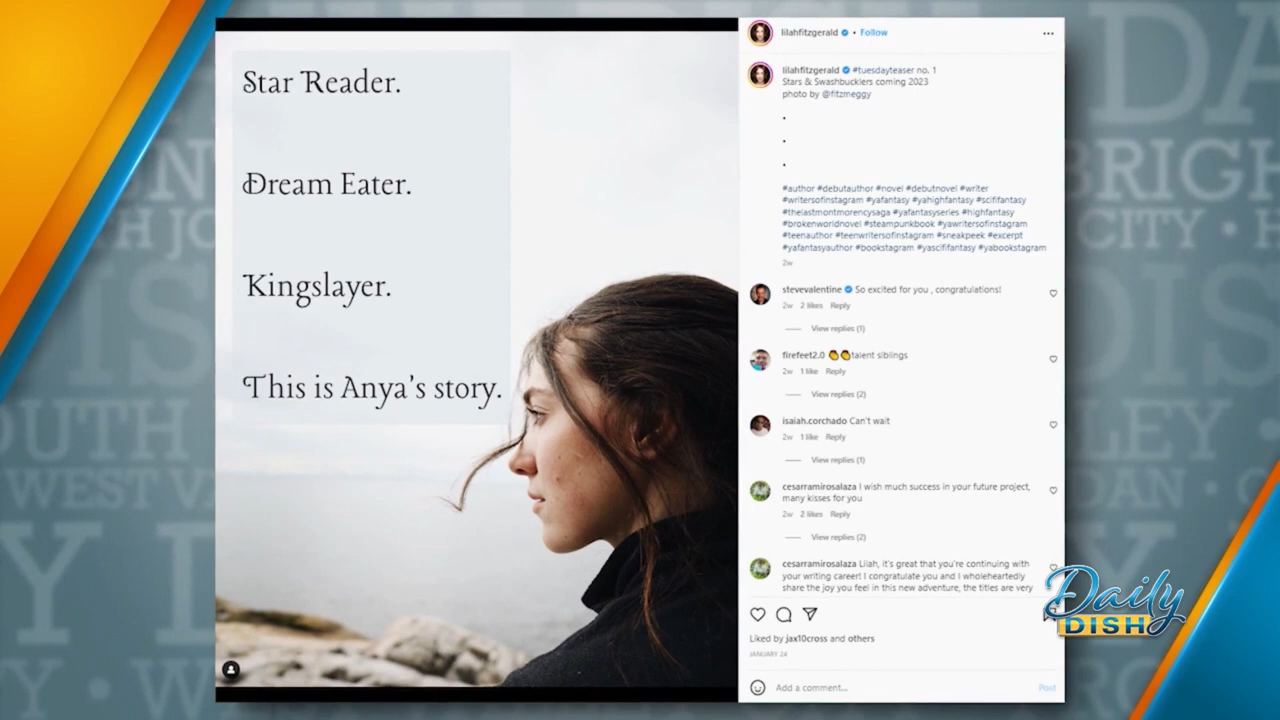 Star Reader.
Dream Eater.
Kingslayer.
This is Anya's story.
lilahfitzgerald • Follow
lilahfitzgerald #tuesdayteaser no. 1
Stars & Swashbucklers coming 2023
photo by @fitzmeggy
.
.
.
#author #debutauthor #novel #debutnovel #writer
#writersofinstagram #yafantasy #yahighfantasy #scififantasy
#thelastmontmorencysaga #yafantasyseries #highfantasy
#brokenworldnovel #steampunkbook #yawritersofinstagram
#teenauthor #teenwritersofinstagram #sneakpeek #excerpt
#yafantasyauthor #bookstagram #yascififantasy #yabookstagram
2w
stevevalentine So excited for you , congratulations!
2w 2 likes Reply
View replies (1)
firefeet2.0 👏👏talent siblings
2w 1 like Reply
View replies (2)
isaiah.corchado Can't wait
2w 1 like Reply
View replies (1)
cesarramirosalaza I wish much success in your future project,
many kisses for you
2w 2 likes Reply
View replies (2)
cesarramirosalaza Lilah, it's great that you're continuing with
your writing career! I congratulate you and I wholeheartedly
share the joy you feel in this new adventure, the titles are very
Liked by jax10cross and others
JANUARY 24
Add a comment... Post
Daily
DISH